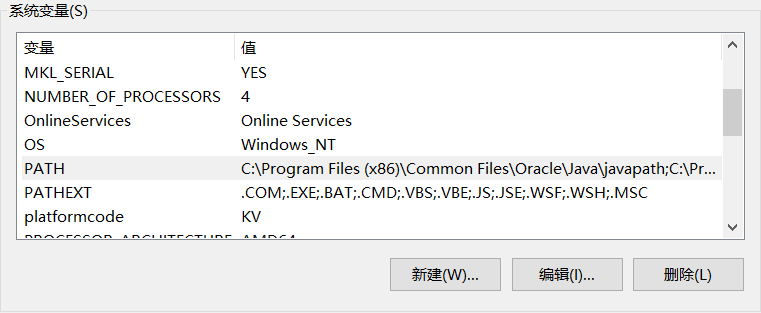 系统变量(S)
变量 值
MKL_SERIAL YES
NUMBER_OF_PROCESSORS 4
OnlineServices Online Services
OS Windows_NT
PATH C:\Program Files (x86)\Common Files\Oracle\Java\javapath;C:\Pr...
PATHEXT .COM;.EXE;.BAT;.CMD;.VBS;.VBE;.JS;.JSE;.WSF;.WSH;.MSC
platformcode KV
PROCESSOR_ARCHITECTURE AMD64
新建(W)... 编辑(I)... 删除(L)